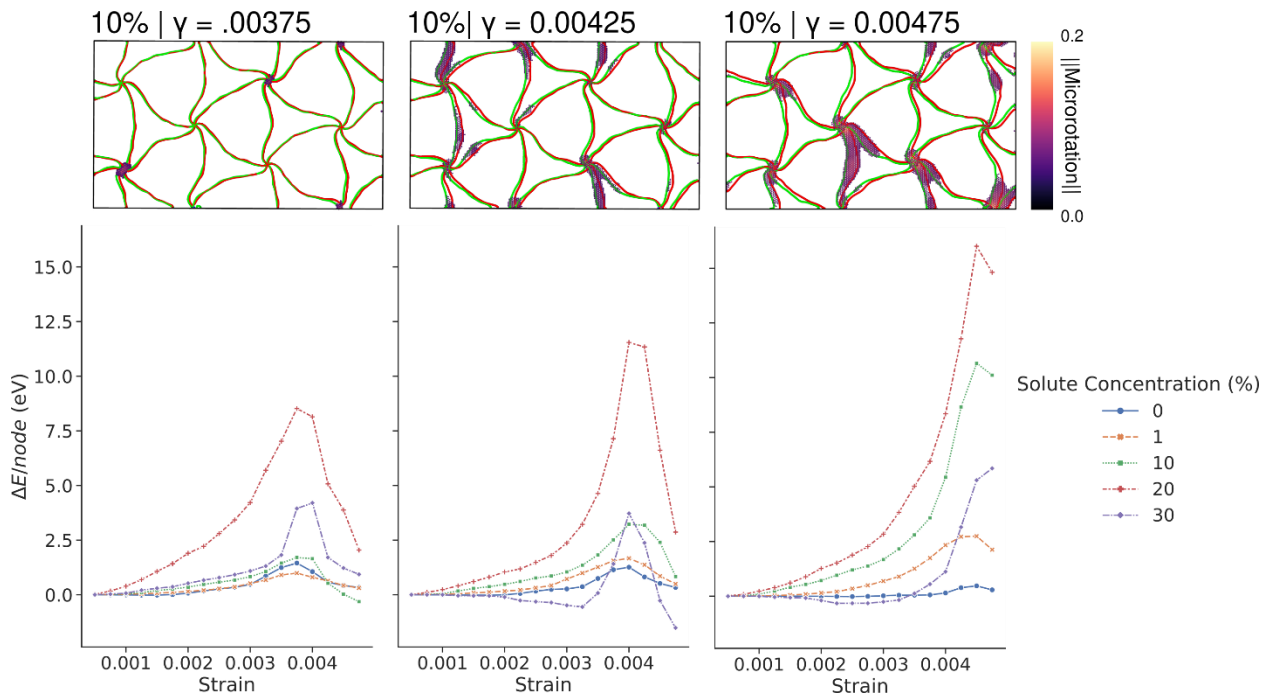 10% | γ = .00375
10%| γ = 0.00425
10% | γ = 0.00475
0.2
||Microrotation||
0.0
ΔE/node (eV)
15.0
12.5
10.0
7.5
5.0
2.5
0.0
0.001 0.002 0.003 0.004
Strain
0.001 0.002 0.003 0.004
Strain
0.001 0.002 0.003 0.004
Strain
Solute Concentration (%)
0
1
10
20
30